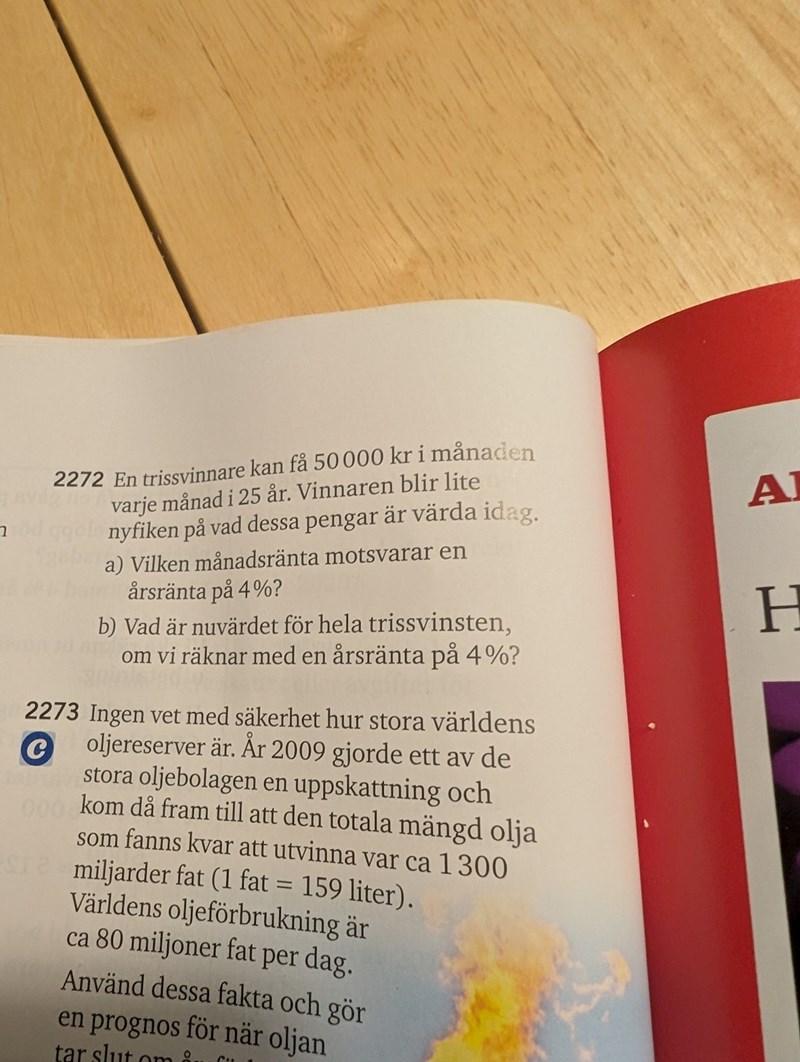 2272 En trissvinnare kan få 50 000 kr i månaden
varje månad i 25 år. Vinnaren blir lite
nyfiken på vad dessa pengar är värda idag.
a) Vilken månadsränta motsvarar en
årsränta på 4 %?
b) Vad är nuvärdet för hela trissvinsten,
om vi räknar med en årsränta på 4 %?
2273 Ingen vet med säkerhet hur stora världens
C oljereserver är. År 2009 gjorde ett av de
stora oljebolagen en uppskattning och
kom då fram till att den totala mängd olja
som fanns kvar att utvinna var ca 1 300
miljarder fat (1 fat = 159 liter).
Världens oljeförbrukning är
ca 80 miljoner fat per dag.
Använd dessa fakta och gör
en prognos för när oljan
tar slut om
H